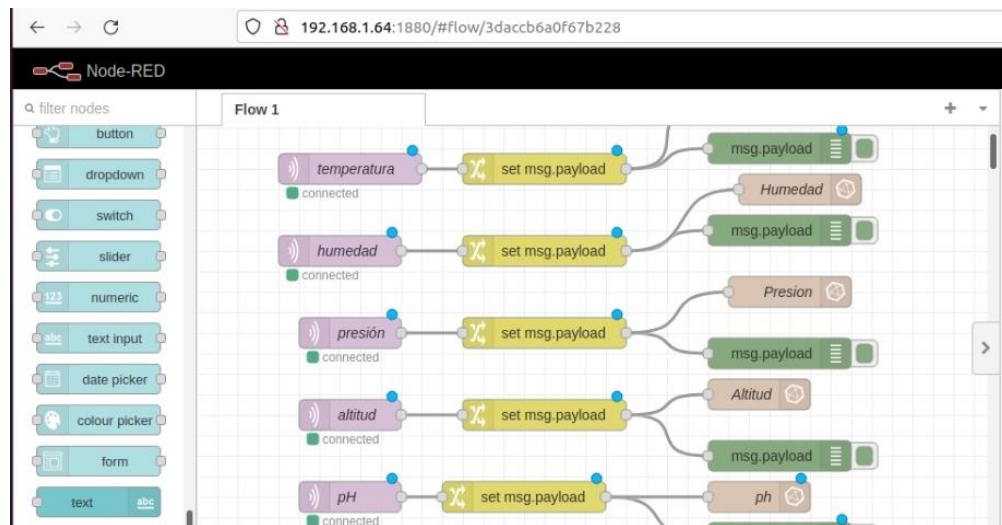 192.168.1.64:1880/#flow/3daccb6a0f67b228
Node-RED
filter nodes
Flow 1
button
dropdown
switch
slider
123
numeric
abc
text input
date picker
colour picker
form
text
abc
temperatura
connected
set msg.payload
msg.payload
Humedad
humedad
connected
set msg.payload
msg.payload
Presion
presión
connected
set msg.payload
msg.payload
Altitud
altitud
connected
set msg.payload
msg.payload
pH
connected
set msg.payload
ph